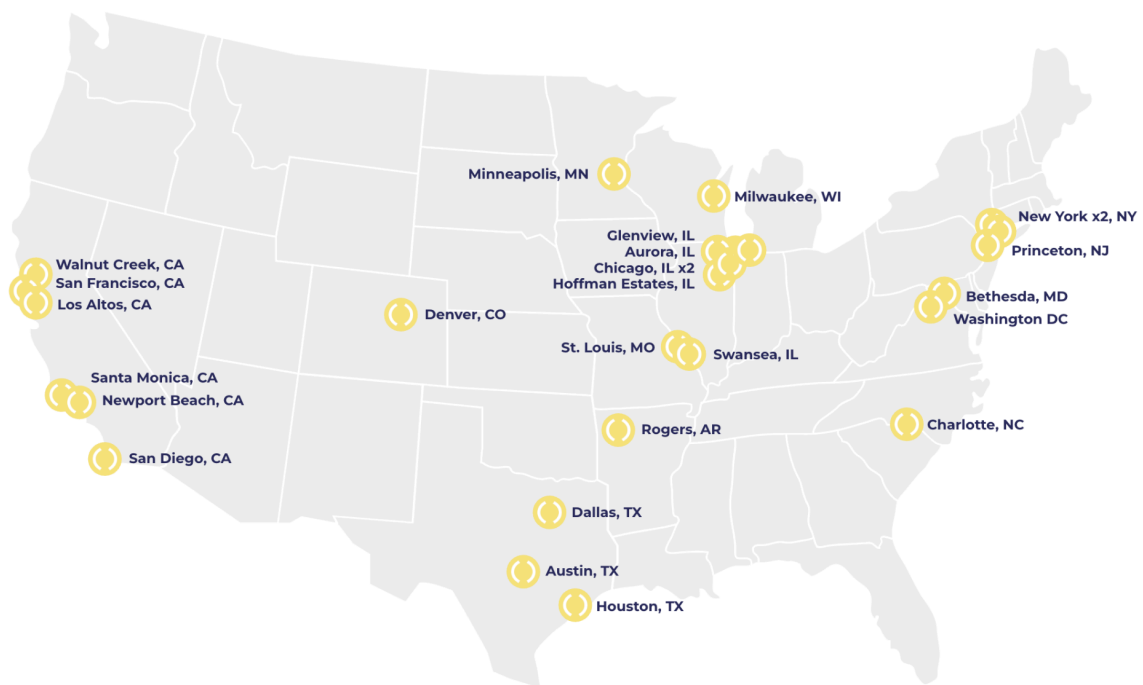 Minneapolis, MN
Milwaukee, WI
New York x2, NY
Glenview, IL
Aurora, IL
Princeton, NJ
Walnut Creek, CA
Chicago, IL x2
San Francisco, CA
Hoffman Estates, IL
Bethesda, MD
Los Altos, CA
Denver, CO
Washington DC
St. Louis, MO
Swansea, IL
Santa Monica, CA
Newport Beach, CA
Rogers, AR
Charlotte, NC
San Diego, CA
Dallas, TX
Austin, TX
Houston, TX